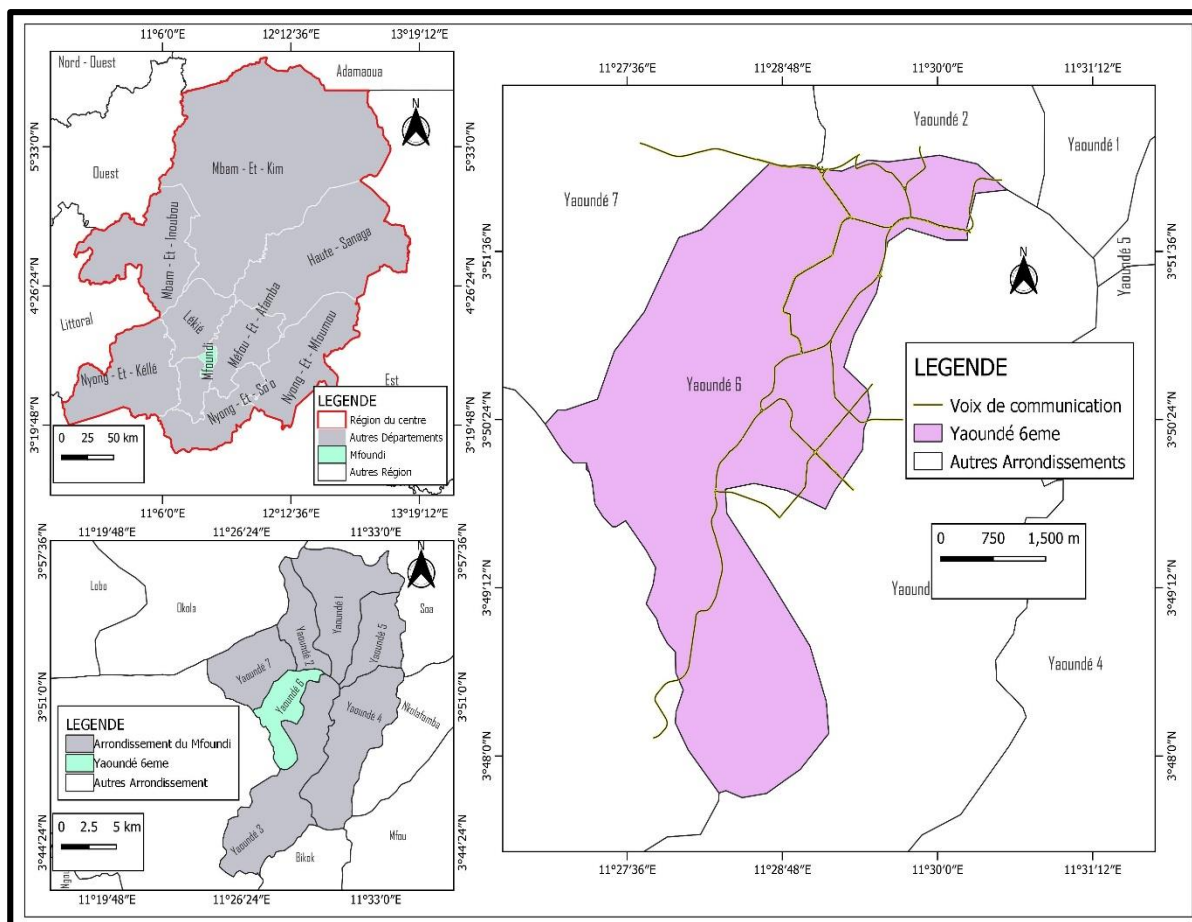 11°6′0″E 12°12′36″E 13°19′12″E
Nord - Ouest
Adamaoua
N
5°33′0″N
5°33′0″N
Ouest
Mbam - Et - Kim
Mbam - Et - Inoubou
Haute - Sanaga
4°26′24″N
4°26′24″N
Littoral
Lékié
Méfou - Et - Afamba
Mfoundi
Nyong - Et - Mfoumou
Nyong - Et - Kéllé
Nyong - Et - So'o
Est
3°19′48″N
3°19′48″N
LEGENDE
Région du centre
Autres Départements
Mfoundi
Autres Région
0 25 50 km
11°6′0″E 12°12′36″E 13°19′12″E
11°19′48″E 11°26′24″E 11°33′0″E
3°57′36″N
3°57′36″N
N
Lobo
Okola
Soa
Yaoundé 1
Yaoundé 2
Yaoundé 5
Yaoundé 7
Yaoundé 6
Yaoundé 4
Nkolafamba
3°51′0″N
3°51′0″N
LEGENDE
Arrondissement du Mfoundi
Yaoundé 6eme
Autres Arrondissement
0 2.5 5 km
Yaoundé 3
Mfou
Bikok
3°44′24″N
3°44′24″N
11°19′48″E 11°26′24″E 11°33′0″E
11°27′36″E 11°28′48″E 11°30′0″E 11°31′12″E
Yaoundé 2
Yaoundé 1
Yaoundé 7
Yaoundé 5
3°51′36″N
3°51′36″N
N
Yaoundé 6
LEGENDE
Voix de communication
Yaoundé 6eme
Autres Arrondissements
3°50′24″N
3°50′24″N
0 750 1,500 m
3°49′12″N
3°49′12″N
Yaound
Yaoundé 4
3°48′0″N
3°48′0″N
11°27′36″E 11°28′48″E 11°30′0″E 11°31′12″E